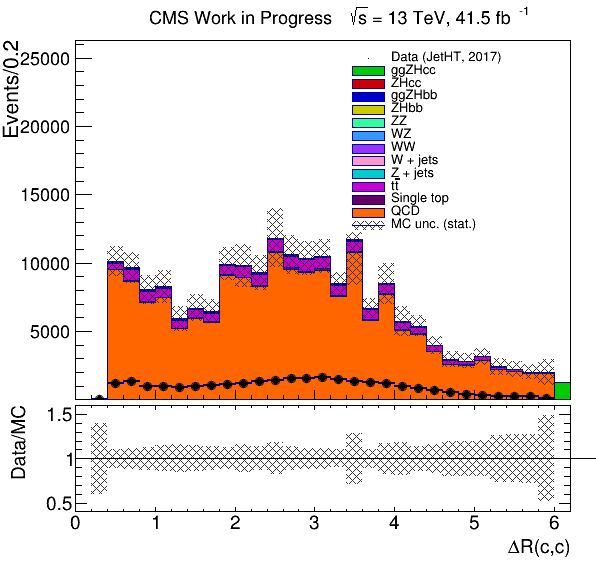 CMS Work in Progress √s = 13 TeV, 41.5 fb⁻¹
Events/0.2
25000
20000
15000
10000
5000
Data (JetHT, 2017)
ggZHcc
ZHcc
ggZHbb
ZHbb
ZZ
WZ
WW
W + jets
Z + jets
tt̅
Single top
QCD
MC unc. (stat.)
Data/MC
1.5
1
0.5
0 1 2 3 4 5 6
ΔR(c,c)